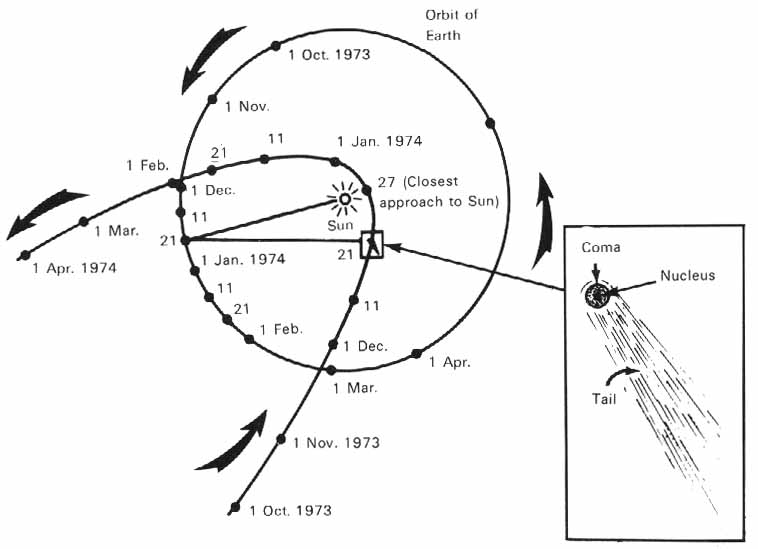 Orbit of
Earth
1 Oct. 1973
1 Nov.
1 Jan. 1974
11
21
1 Feb.
27 (Closest
approach to Sun)
1 Dec.
Sun
11
1 Mar.
21
21
1 Jan. 1974
1 Apr. 1974
11
21
11
1 Feb.
1 Dec.
1 Apr.
1 Mar.
1 Nov. 1973
1 Oct. 1973
Coma
Nucleus
Tail